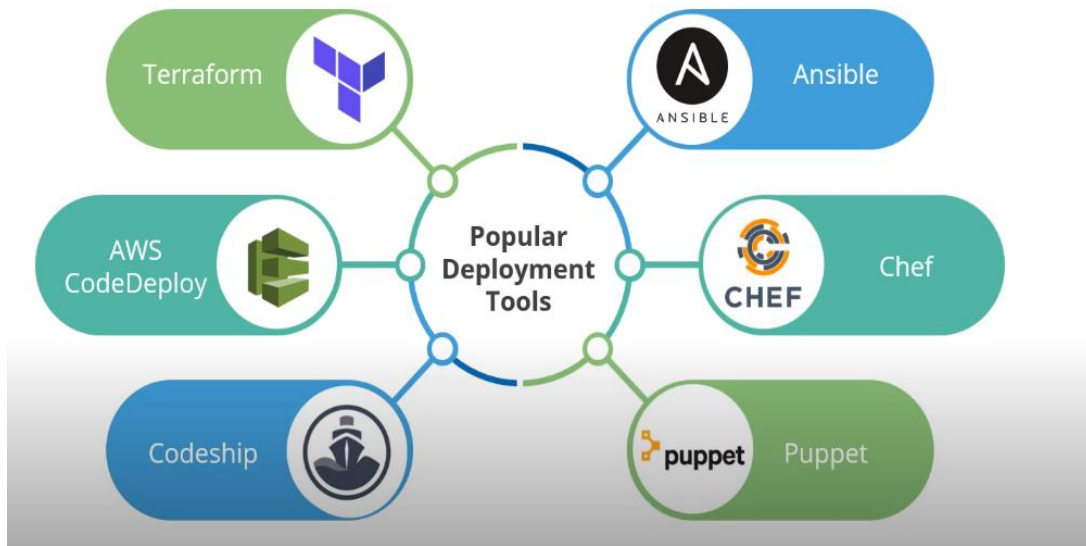 Terraform
ANSIBLE
Ansible
AWS
CodeDeploy
Popular
Deployment
Tools
CHEF
Chef
Codeship
puppet
Puppet